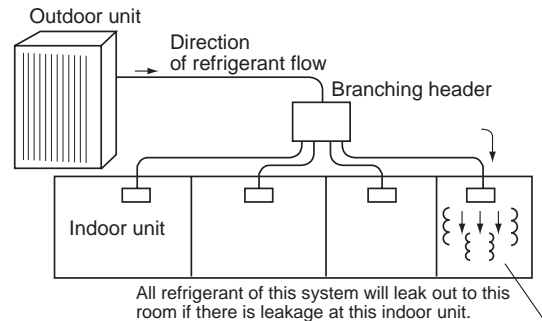 Outdoor unit
Direction
of refrigerant flow
Branching header
Indoor unit
All refrigerant of this system will leak out to this
room if there is leakage at this indoor unit.